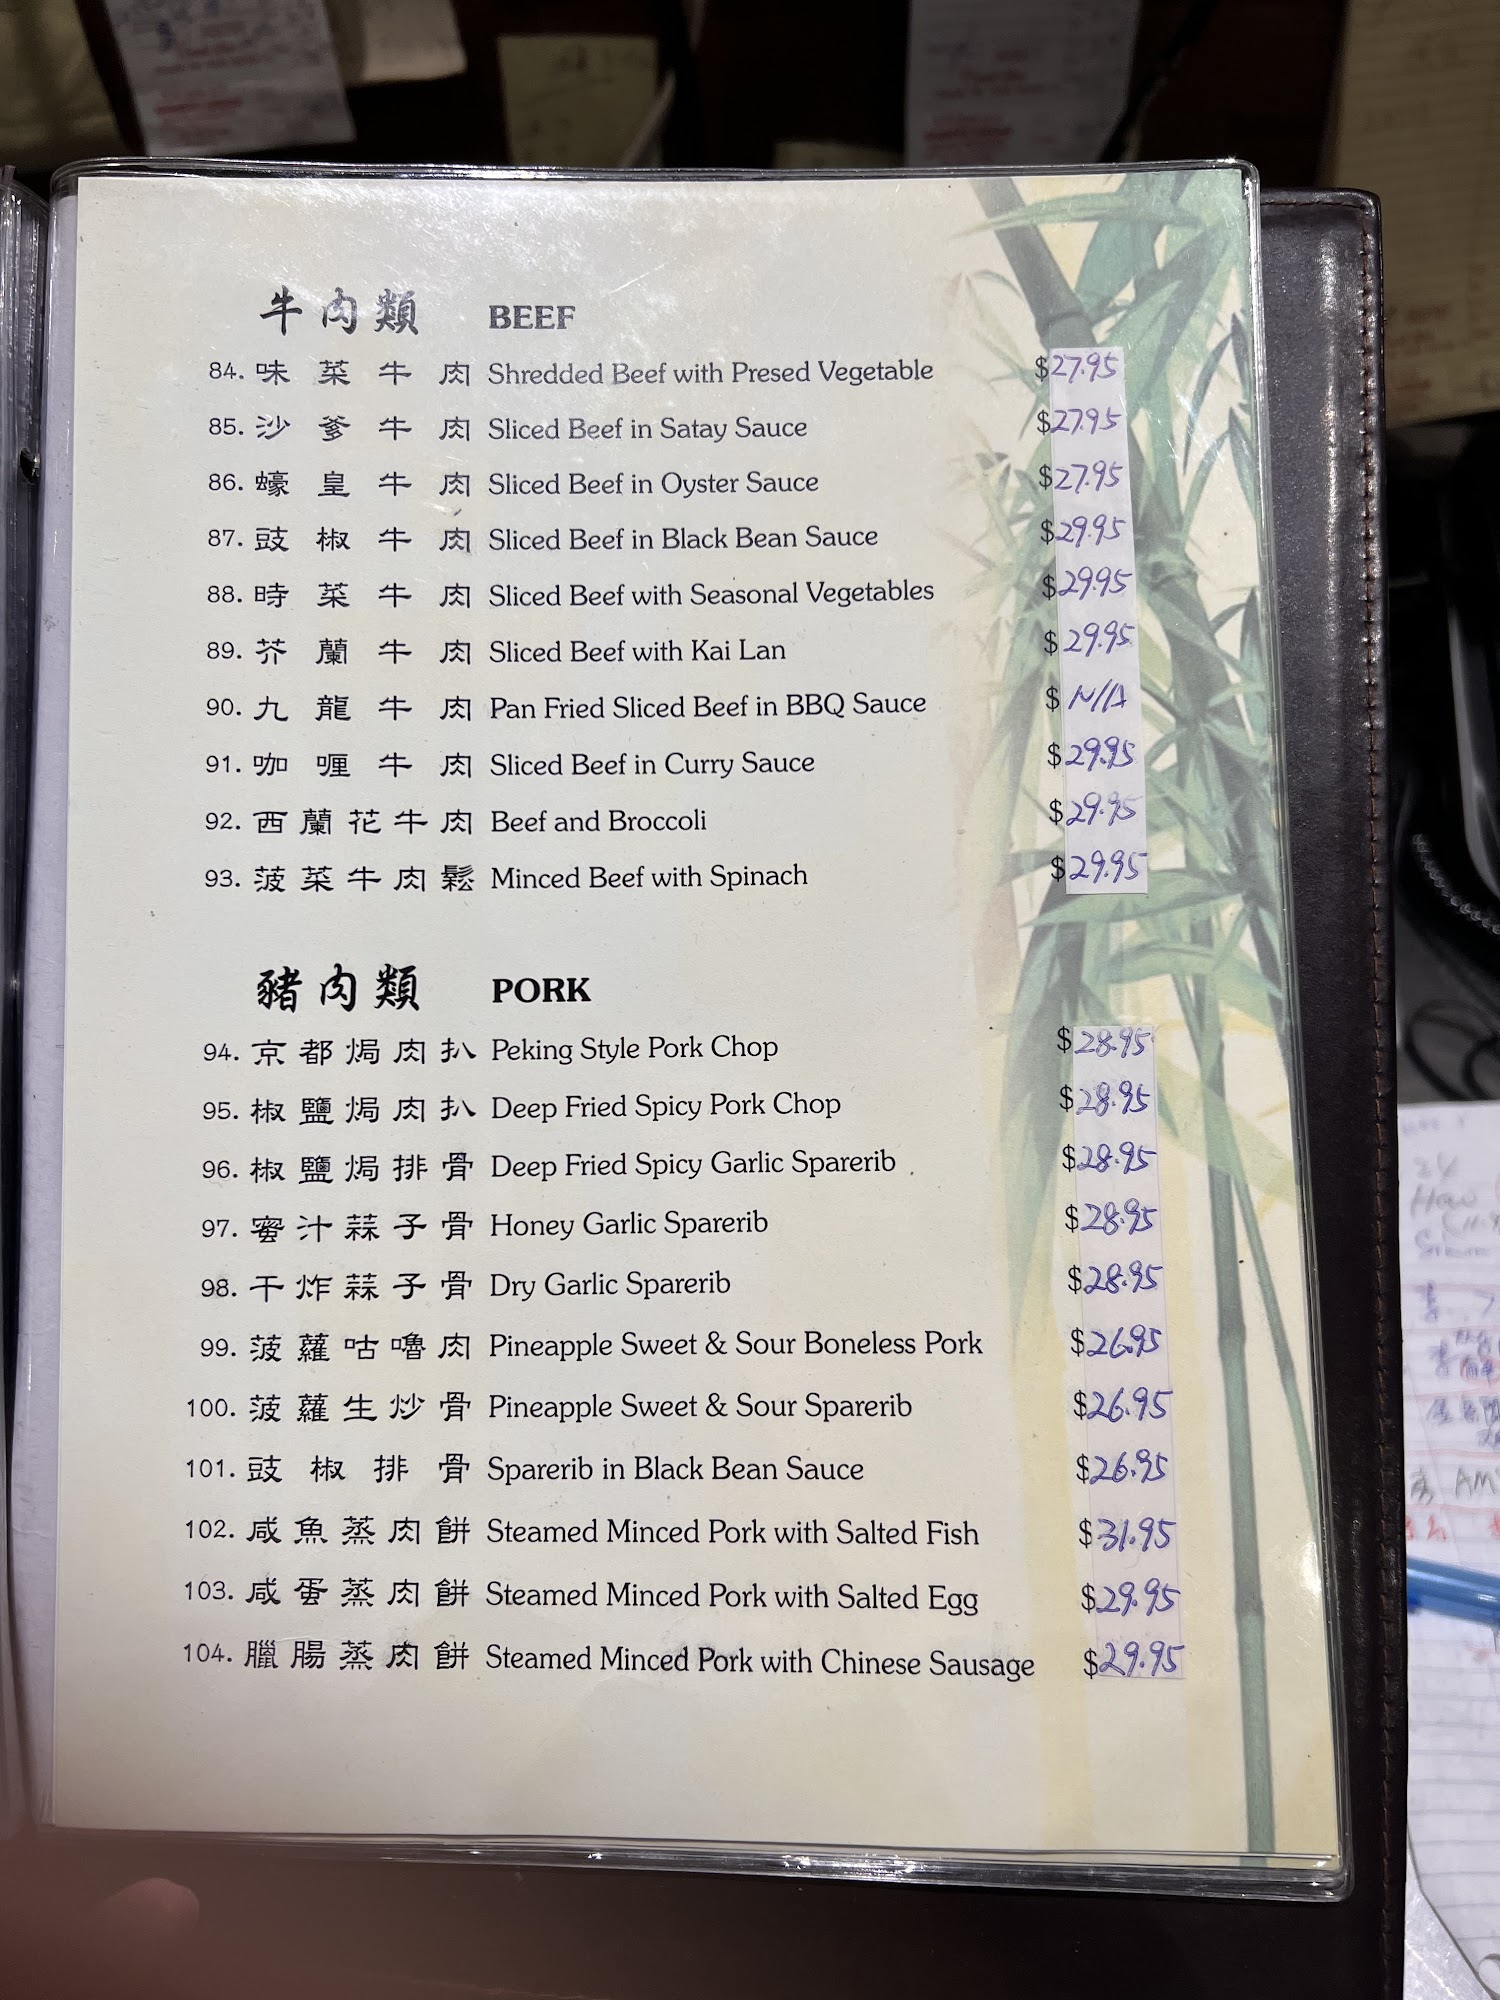 牛肉類 BEEF
84. 味菜牛肉 Shredded Beef with Presed Vegetable $27.95
85. 沙爹牛肉 Sliced Beef in Satay Sauce $27.95
86. 蠔皇牛肉 Sliced Beef in Oyster Sauce $27.95
87. 豉椒牛肉 Sliced Beef in Black Bean Sauce $29.95
88. 時菜牛肉 Sliced Beef with Seasonal Vegetables $29.95
89. 芥蘭牛肉 Sliced Beef with Kai Lan $29.95
90. 九龍牛肉 Pan Fried Sliced Beef in BBQ Sauce $N/A
91. 咖喱牛肉 Sliced Beef in Curry Sauce $29.95
92. 西蘭花牛肉 Beef and Broccoli $29.95
93. 菠菜牛肉鬆 Minced Beef with Spinach $29.95
豬肉類 PORK
94. 京都焗肉扒 Peking Style Pork Chop $28.95
95. 椒鹽焗肉扒 Deep Fried Spicy Pork Chop $28.95
96. 椒鹽焗排骨 Deep Fried Spicy Garlic Sparerib $28.95
97. 蜜汁蒜子骨 Honey Garlic Sparerib $28.95
98. 干炸蒜子骨 Dry Garlic Sparerib $28.95
99. 菠蘿咕嚕肉 Pineapple Sweet & Sour Boneless Pork $26.95
100. 菠蘿生炒骨 Pineapple Sweet & Sour Sparerib $26.95
101. 豉椒排骨 Sparerib in Black Bean Sauce $26.95
102. 咸魚蒸肉餅 Steamed Minced Pork with Salted Fish $31.95
103. 咸蛋蒸肉餅 Steamed Minced Pork with Salted Egg $29.95
104. 臘腸蒸肉餅 Steamed Minced Pork with Chinese Sausage $29.95